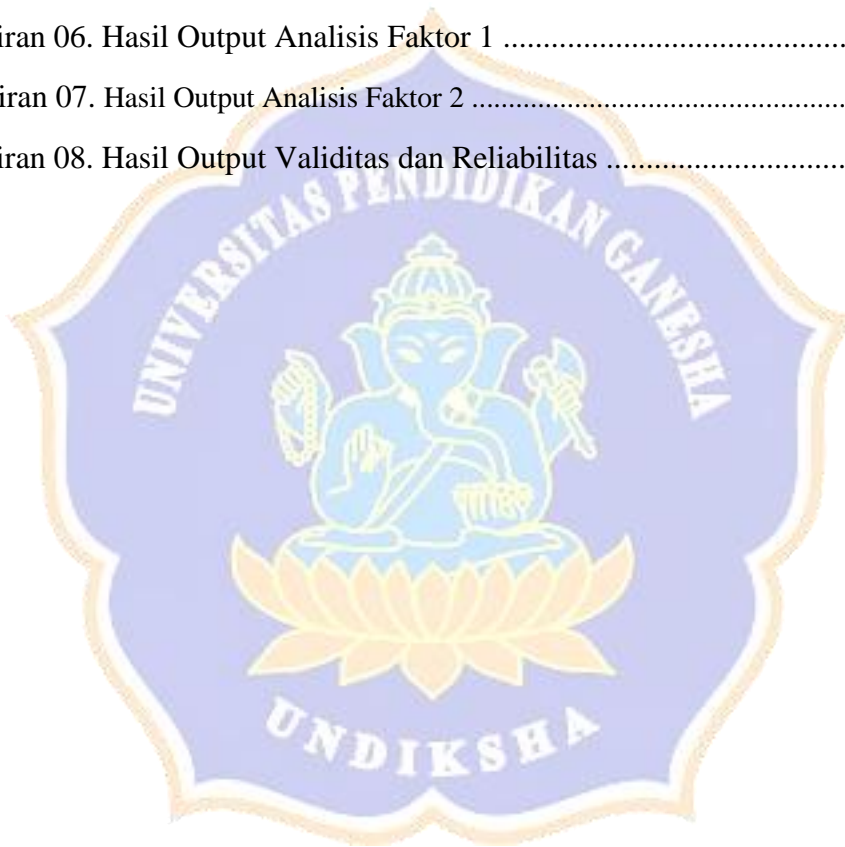 iran 06. Hasil Output Analisis Faktor 1 ............................................
iran 07. Hasil Output Analisis Faktor 2 ................................................
iran 08. Hasil Output Validitas dan Reliabilitas ...............................
UNIVERSITAS PENDIDIKAN GANESHA
UNDIKSHA